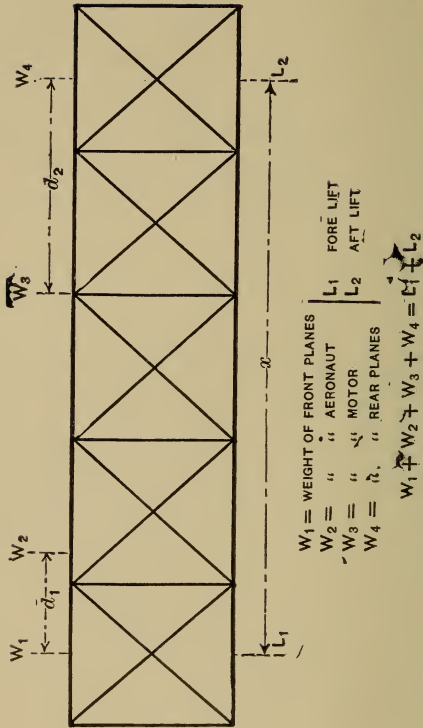 W1 W2 W3 W4
d1 d2
x
L1 L2
W1 = WEIGHT OF FRONT PLANES
W2 = " " AERONAUT
W3 = " " MOTOR
W4 = " " REAR PLANES
L1 FORE LIFT
L2 AFT LIFT
W1 + W2 + W3 + W4 = L1 + L2